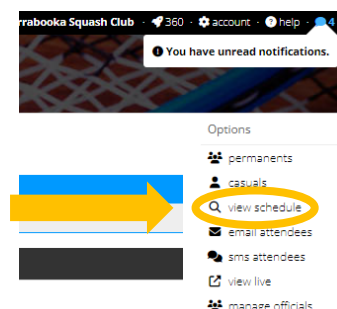 rrabooka Squash Club · 360 · account · help · 4
You have unread notifications.
Options
permanents
casuals
view schedule
email attendees
sms attendees
view live
manage officials